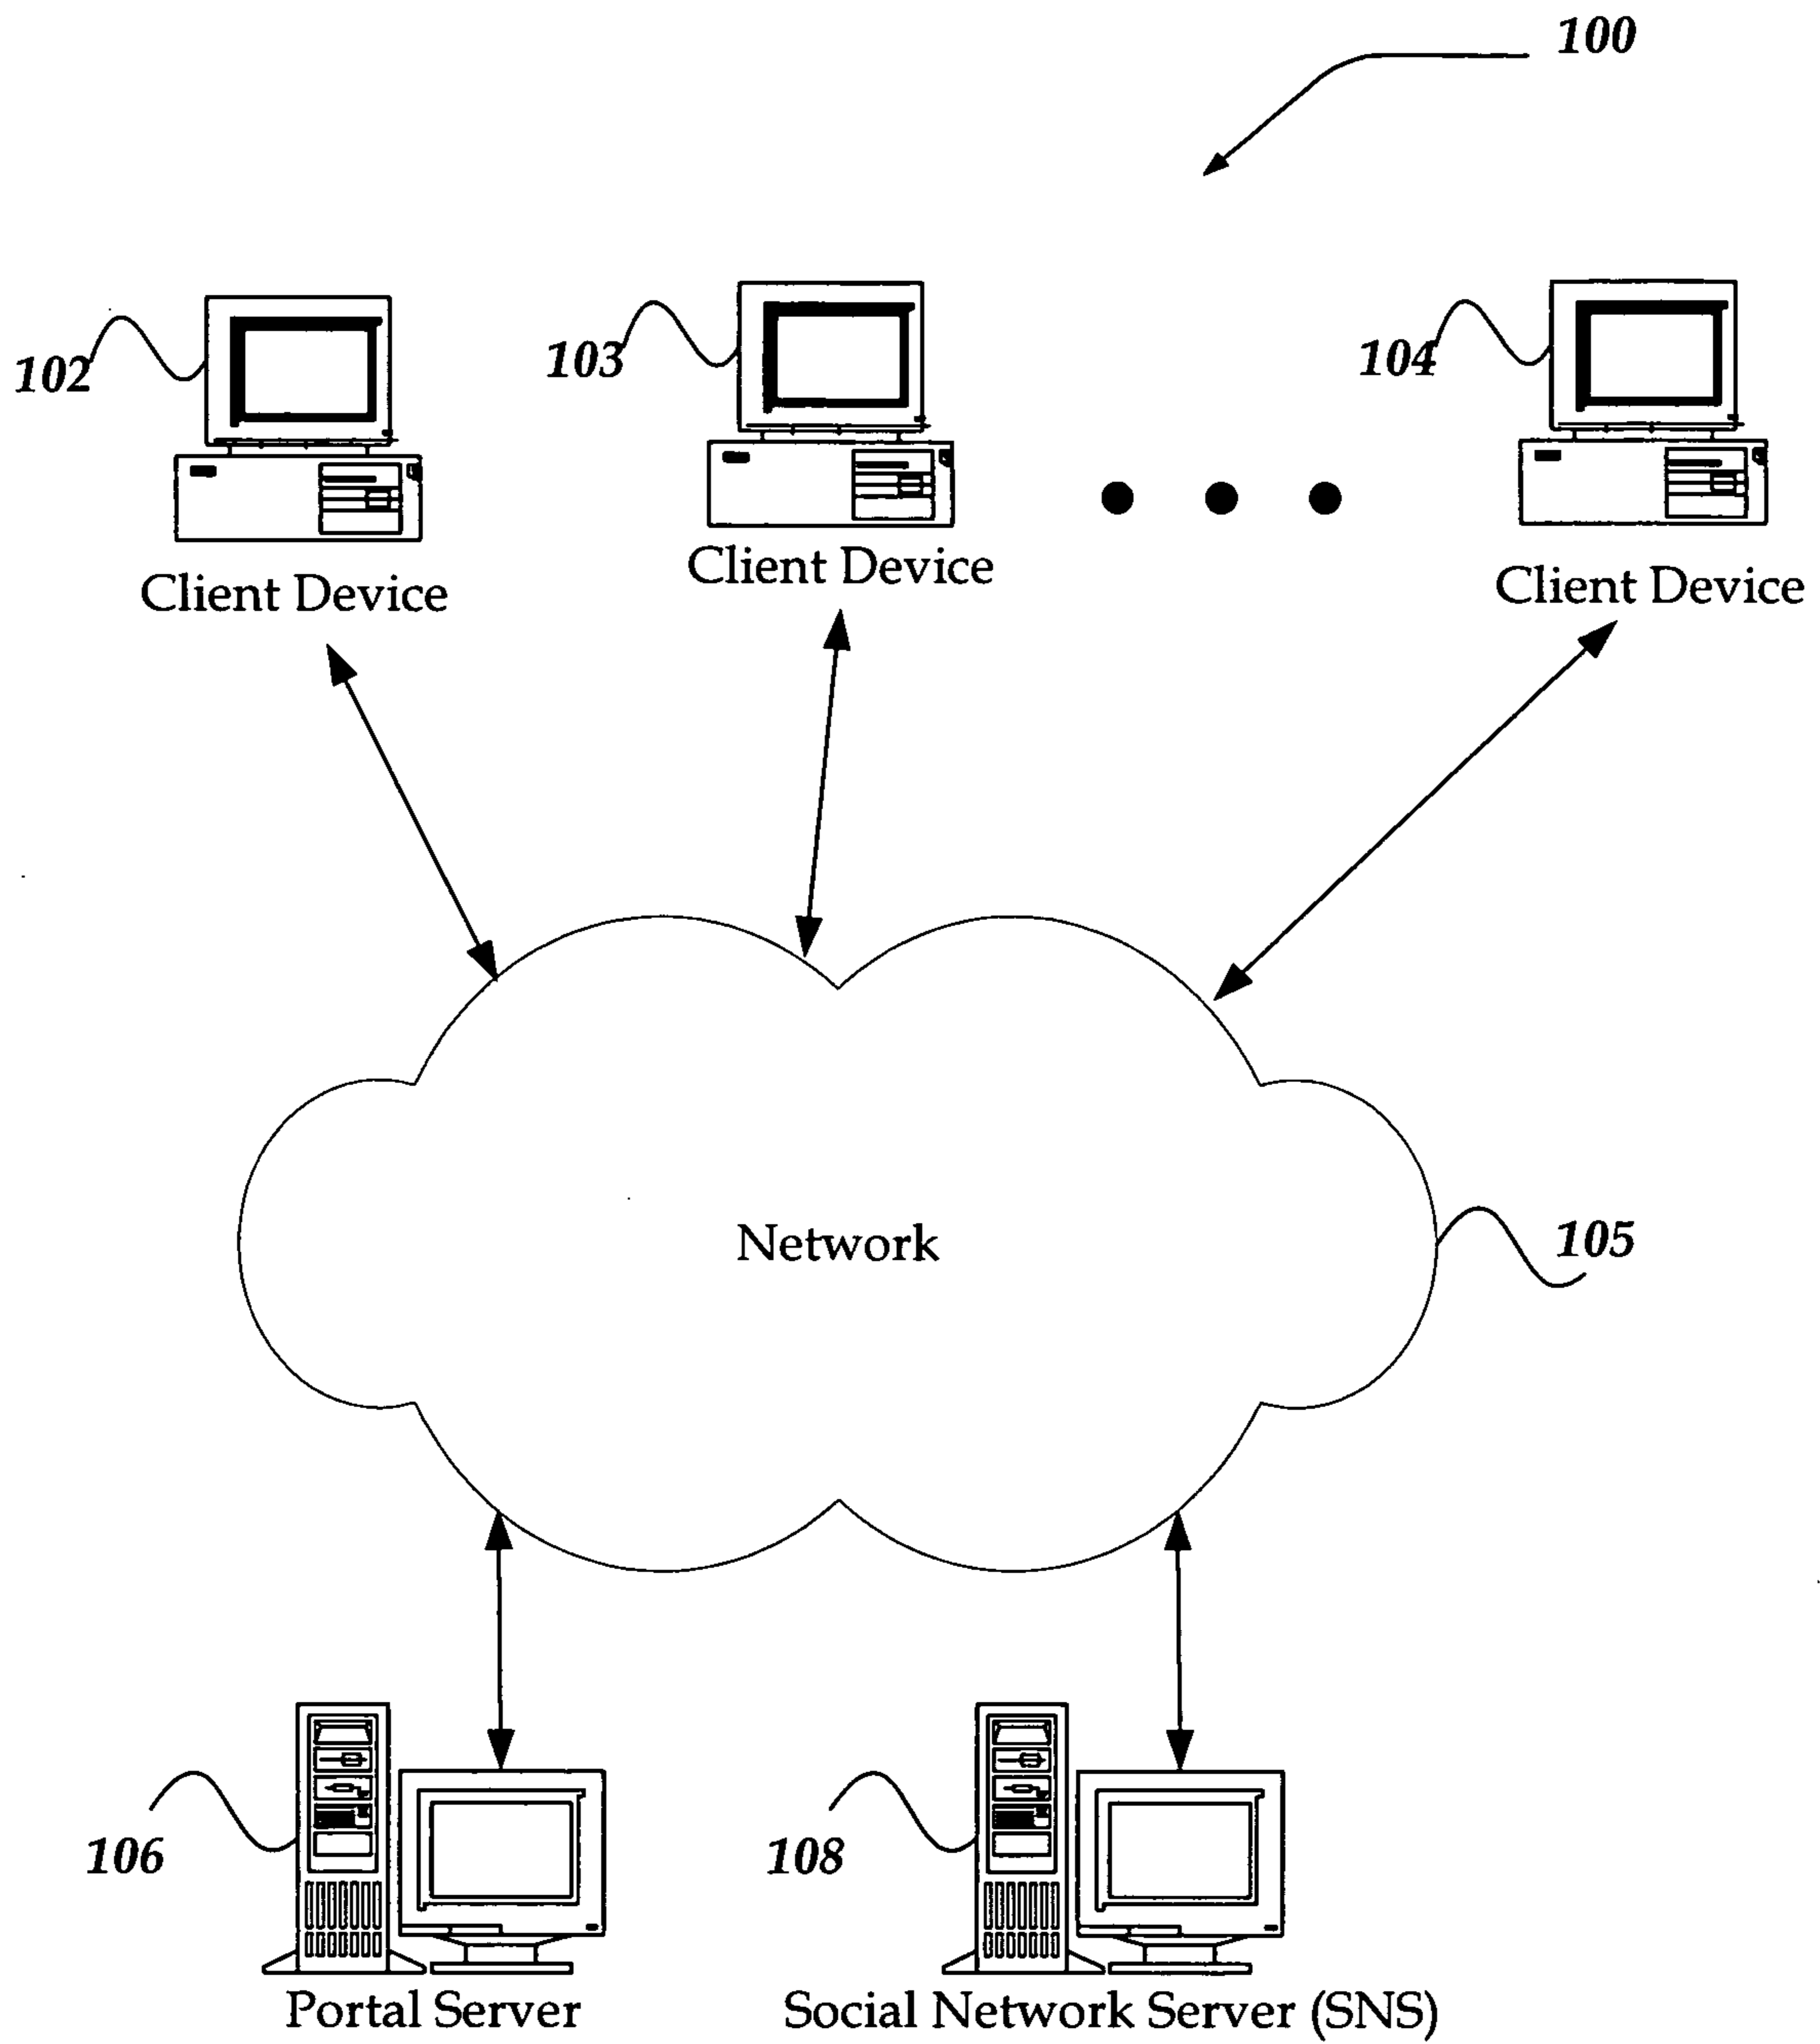 100
102
103
104
Client Device
Client Device
Client Device
Network
105
106
108
Portal Server
Social Network Server (SNS)